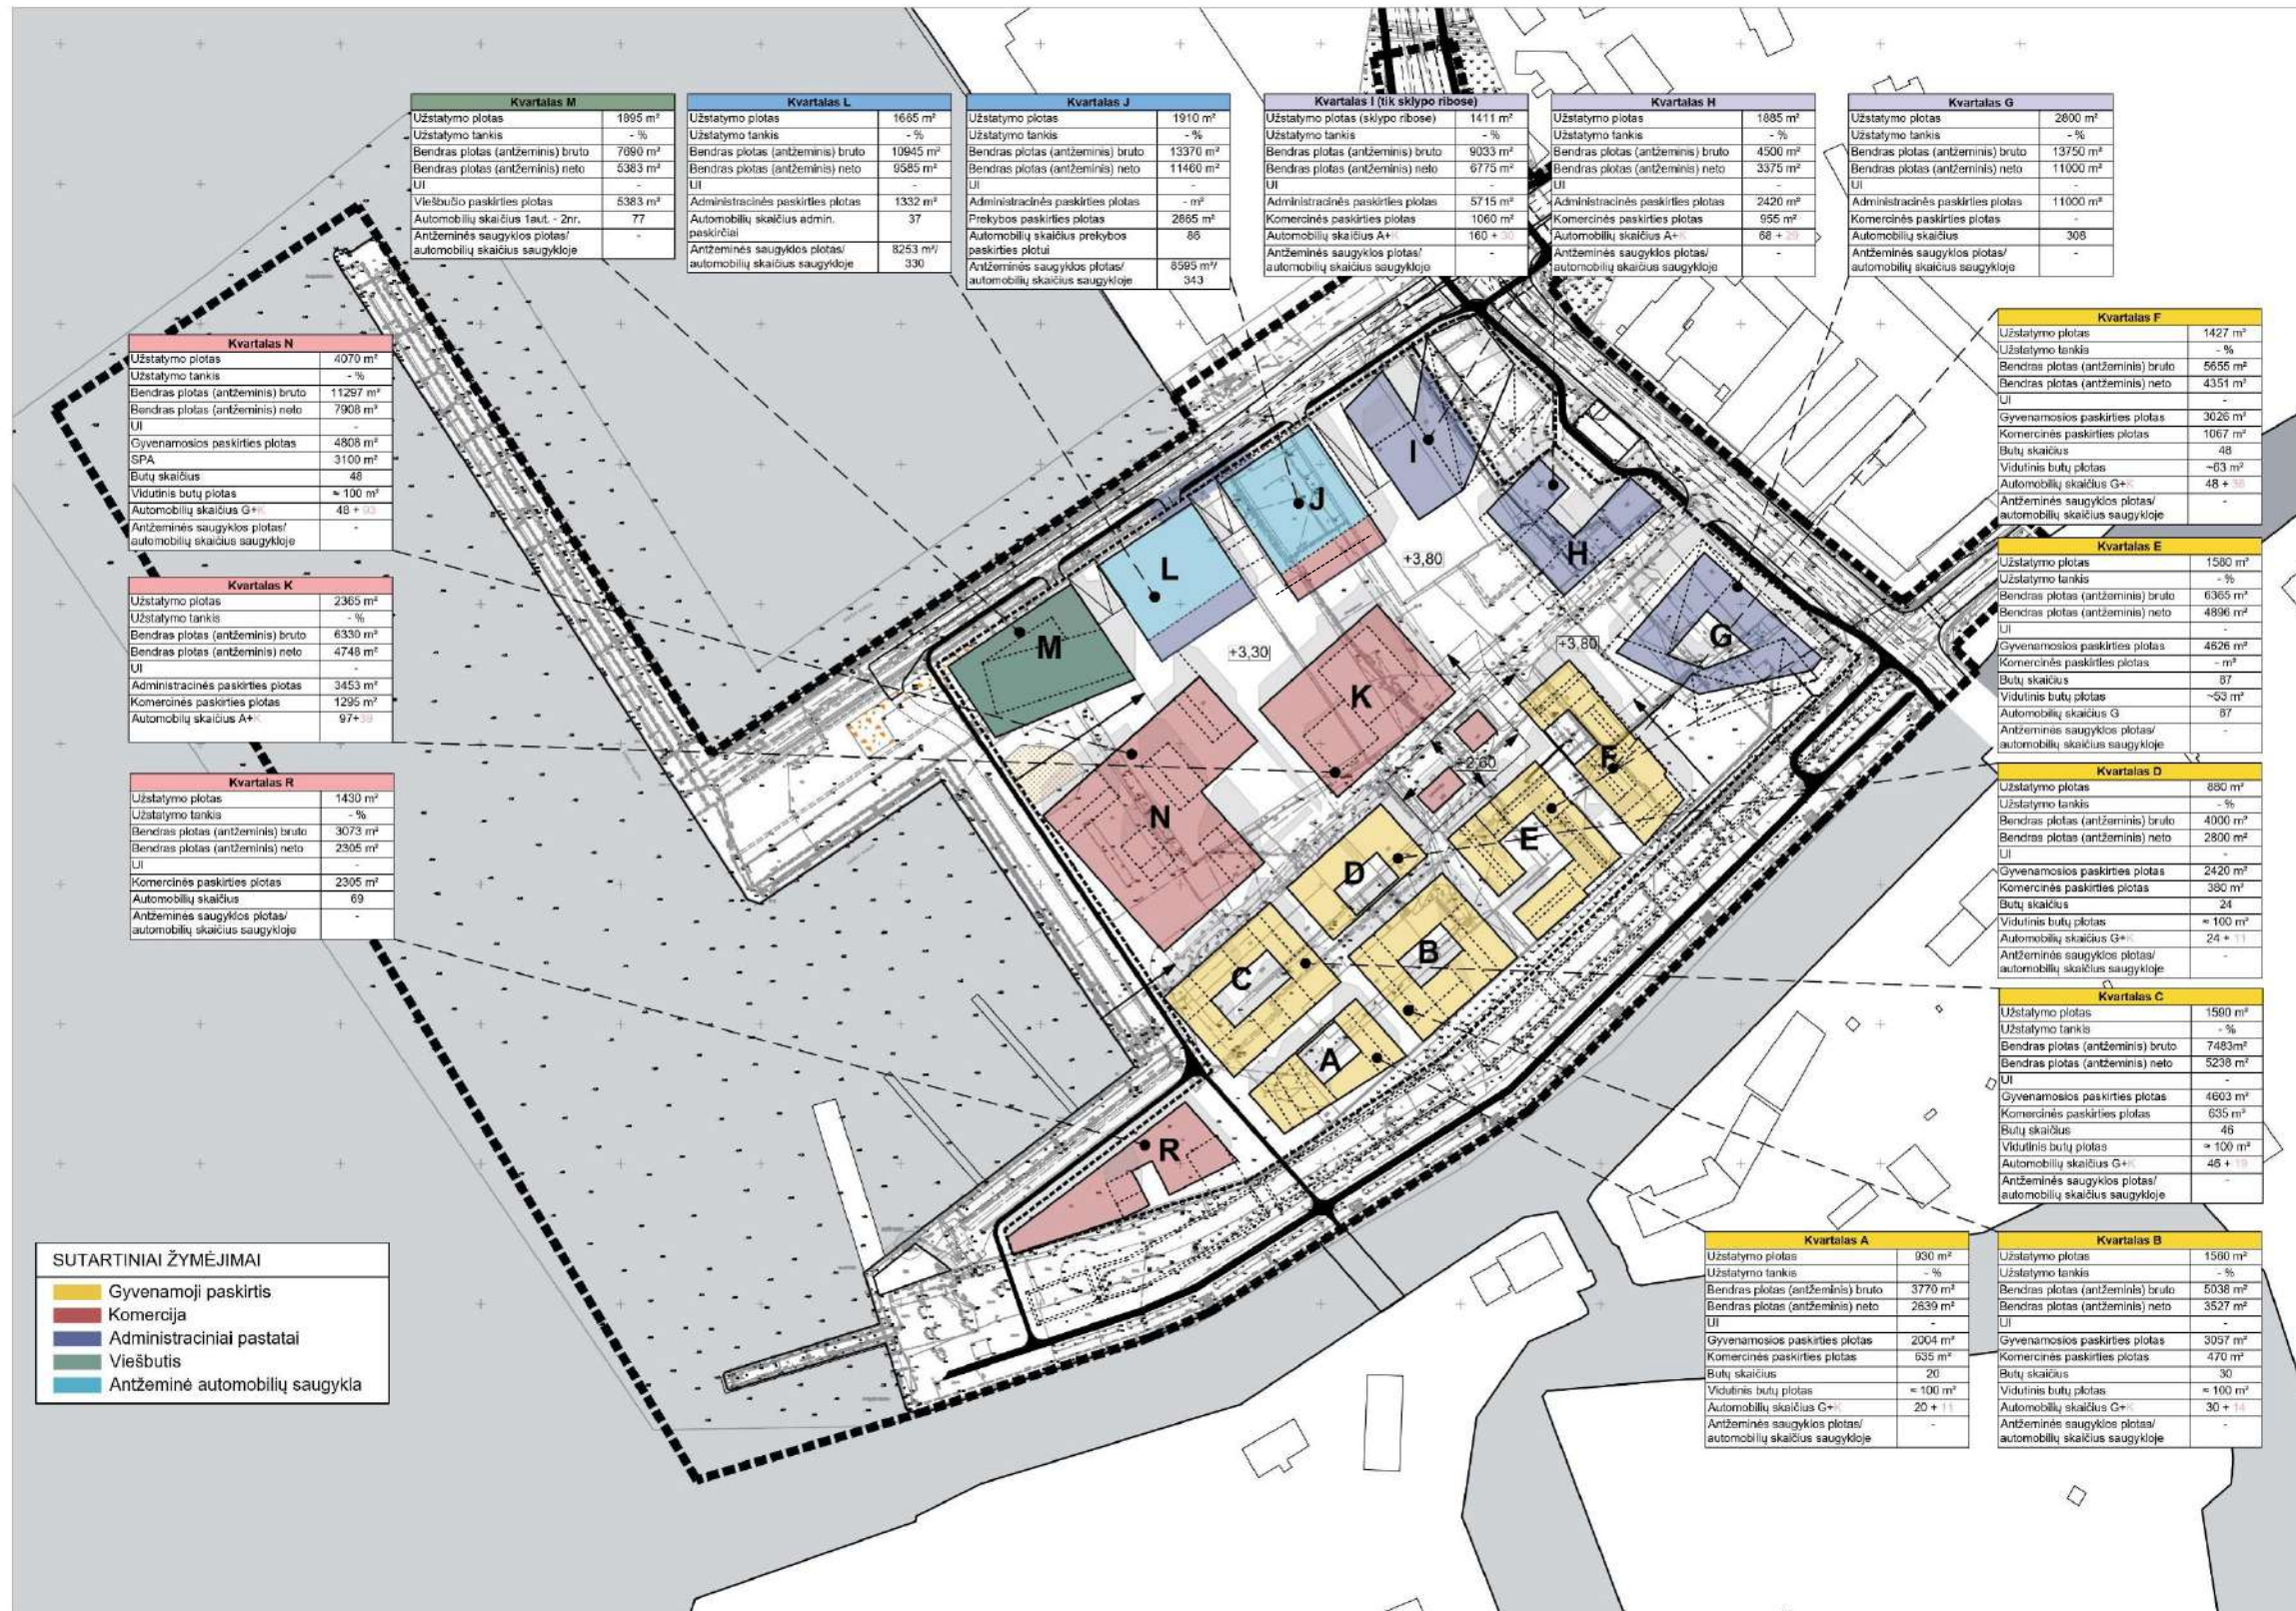 Kvartalas M
Užstatymo plotas 1895 m²
Užstatymo tankis - %
Bendras plotas (antžeminis) bruto 7690 m²
Bendras plotas (antžeminis) neto 5383 m²
UI -
Viešbučio paskirties plotas 5383 m²
Automobilių skaičius 1aut. - 2nr. 77
Antžeminės saugyklos plotas/ -
automobilių skaičius saugykloje
Kvartalas L
Užstatymo plotas 1665 m²
Užstatymo tankis - %
Bendras plotas (antžeminis) bruto 10945 m²
Bendras plotas (antžeminis) neto 9585 m²
UI -
Administracinės paskirties plotas 1332 m²
Automobilių skaičius admin. 37
paskirčiai
Antžeminės saugyklos plotas/ 8253 m²/
automobilių skaičius saugykloje 330
Kvartalas J
Užstatymo plotas 1910 m²
Užstatymo tankis - %
Bendras plotas (antžeminis) bruto 13370 m²
Bendras plotas (antžeminis) neto 11460 m²
UI -
Administracinės paskirties plotas - m²
Prekybos paskirties plotas 2865 m²
Automobilių skaičius prekybos 86
paskirties plotui
Antžeminės saugyklos plotas/ 8595 m²/
automobilių skaičius saugykloje 343
Kvartalas I (tik sklypo ribose)
Užstatymo plotas (sklypo ribose) 1411 m²
Užstatymo tankis - %
Bendras plotas (antžeminis) bruto 9033 m²
Bendras plotas (antžeminis) neto 6775 m²
UI -
Administracinės paskirties plotas 5715 m²
Komercinės paskirties plotas 1060 m²
Automobilių skaičius A+K 160 + 30
Antžeminės saugyklos plotas/ -
automobilių skaičius saugykloje
Kvartalas H
Užstatymo plotas 1885 m²
Užstatymo tankis - %
Bendras plotas (antžeminis) bruto 4500 m²
Bendras plotas (antžeminis) neto 3375 m²
UI -
Administracinės paskirties plotas 2420 m²
Komercinės paskirties plotas 955 m²
Automobilių skaičius A+K 68 + 29
Antžeminės saugyklos plotas/ -
automobilių skaičius saugykloje
Kvartalas G
Užstatymo plotas 2800 m²
Užstatymo tankis - %
Bendras plotas (antžeminis) bruto 13750 m²
Bendras plotas (antžeminis) neto 11000 m²
UI -
Administracinės paskirties plotas 11000 m²
Komercinės paskirties plotas -
Automobilių skaičius 308
Antžeminės saugyklos plotas/ -
automobilių skaičius saugykloje
Kvartalas F
Užstatymo plotas 1427 m²
Užstatymo tankis - %
Bendras plotas (antžeminis) bruto 5655 m²
Bendras plotas (antžeminis) neto 4351 m²
UI -
Gyvenamosios paskirties plotas 3026 m²
Komercinės paskirties plotas 1067 m²
Butų skaičius 48
Vidutinis butų plotas ~63 m²
Automobilių skaičius G+K 48 +
Antžeminės saugyklos plotas/ -
automobilių skaičius saugykloje
Kvartalas N
Užstatymo plotas 4070 m²
Užstatymo tankis - %
Bendras plotas (antžeminis) bruto 11297 m²
Bendras plotas (antžeminis) neto 7908 m²
UI -
Gyvenamosios paskirties plotas 4808 m²
SPA 3100 m²
Butų skaičius 48
Vidutinis butų plotas ≈ 100 m²
Automobilių skaičius G+K 48 + 93
Antžeminės saugyklos plotas/ -
automobilių skaičius saugykloje
Kvartalas E
Užstatymo plotas 1580 m²
Užstatymo tankis - %
Bendras plotas (antžeminis) bruto 6365 m²
Bendras plotas (antžeminis) neto 4896 m²
UI -
Gyvenamosios paskirties plotas 4626 m²
Komercinės paskirties plotas - m²
Butų skaičius 87
Vidutinis butų plotas ~53 m²
Automobilių skaičius G 87
Antžeminės saugyklos plotas/ -
automobilių skaičius saugykloje
Kvartalas K
Užstatymo plotas 2365 m²
Užstatymo tankis - %
Bendras plotas (antžeminis) bruto 6330 m²
Bendras plotas (antžeminis) neto 4748 m²
UI -
Administracinės paskirties plotas 3453 m²
Komercinės paskirties plotas 1295 m²
Automobilų skaičius A+K 97+39
Kvartalas D
Užstatymo plotas 880 m²
Užstatymo tankis - %
Bendras plotas (antžeminis) bruto 4000 m²
Bendras plotas (antžeminis) neto 2800 m²
UI -
Gyvenamosios paskirties plotas 2420 m²
Komercinės paskirties plotas 380 m²
Butų skaičius 24
Vidutinis butų plotas ≈ 100 m²
Automobilių skaičius G+K 24 + 11
Antžeminės saugyklos plotas/ -
automobilių skaičius saugykloje
Kvartalas R
Užstatymo plotas 1430 m²
Užstatymo tankis - %
Bendras plotas (antžeminis) bruto 3073 m²
Bendras plotas (antžeminis) neto 2305 m²
UI -
Komercinės paskirties plotas 2305 m²
Automobilių skaičius 69
Antžeminės saugyklos plotas/ -
automobilių skaičius saugykloje
Kvartalas C
Užstatymo plotas 1590 m²
Užstatymo tankis - %
Bendras plotas (antžeminis) bruto 7483m²
Bendras plotas (antžeminis) neto 5238 m²
UI -
Gyvenamosios paskirties plotas 4603 m²
Komercinės paskirties plotas 635 m²
Butų skaičius 46
Vidutinis butų plotas ≈ 100 m²
Automobilių skaičius G+K 46 + 19
Antžeminės saugyklos plotas/ -
automobilių skaičius saugykloje
Kvartalas A
Užstatymo plotas 930 m²
Užstatymo tankis - %
Bendras plotas (antžeminis) bruto 3770 m²
Bendras plotas (antžeminis) neto 2639 m²
UI -
Gyvenamosios paskirties plotas 2004 m²
Komercinės paskirties plotas 635 m²
Butų skaičius 20
Vidutinis butų plotas ≈ 100 m²
Automobilių skaičius G+K 20 + 11
Antžeminės saugyklos plotas/ -
automobilių skaičius saugykloje
Kvartalas B
Užstatymo plotas 1560 m²
Užstatymo tankis - %
Bendras plotas (antžeminis) bruto 5038 m²
Bendras plotas (antžeminis) neto 3527 m²
UI -
Gyvenamosios paskirties plotas 3057 m²
Komercinės paskirties plotas 470 m²
Butų skaičius 30
Vidutinis butų plotas ≈ 100 m²
Automobilių skaičius G+K 30 + 14
Antžeminės saugyklos plotas/ -
automobilių skaičius saugykloje
I
J
H
+3,80
L
G
+3,80
M
+3,30
K
F
+2,60
N
E
D
B
C
A
R
SUTARTINIAI ŽYMĖJIMAI
Gyvenamoji paskirtis
Komercija
Administraciniai pastatai
Viešbutis
Antžeminė automobilių saugykla